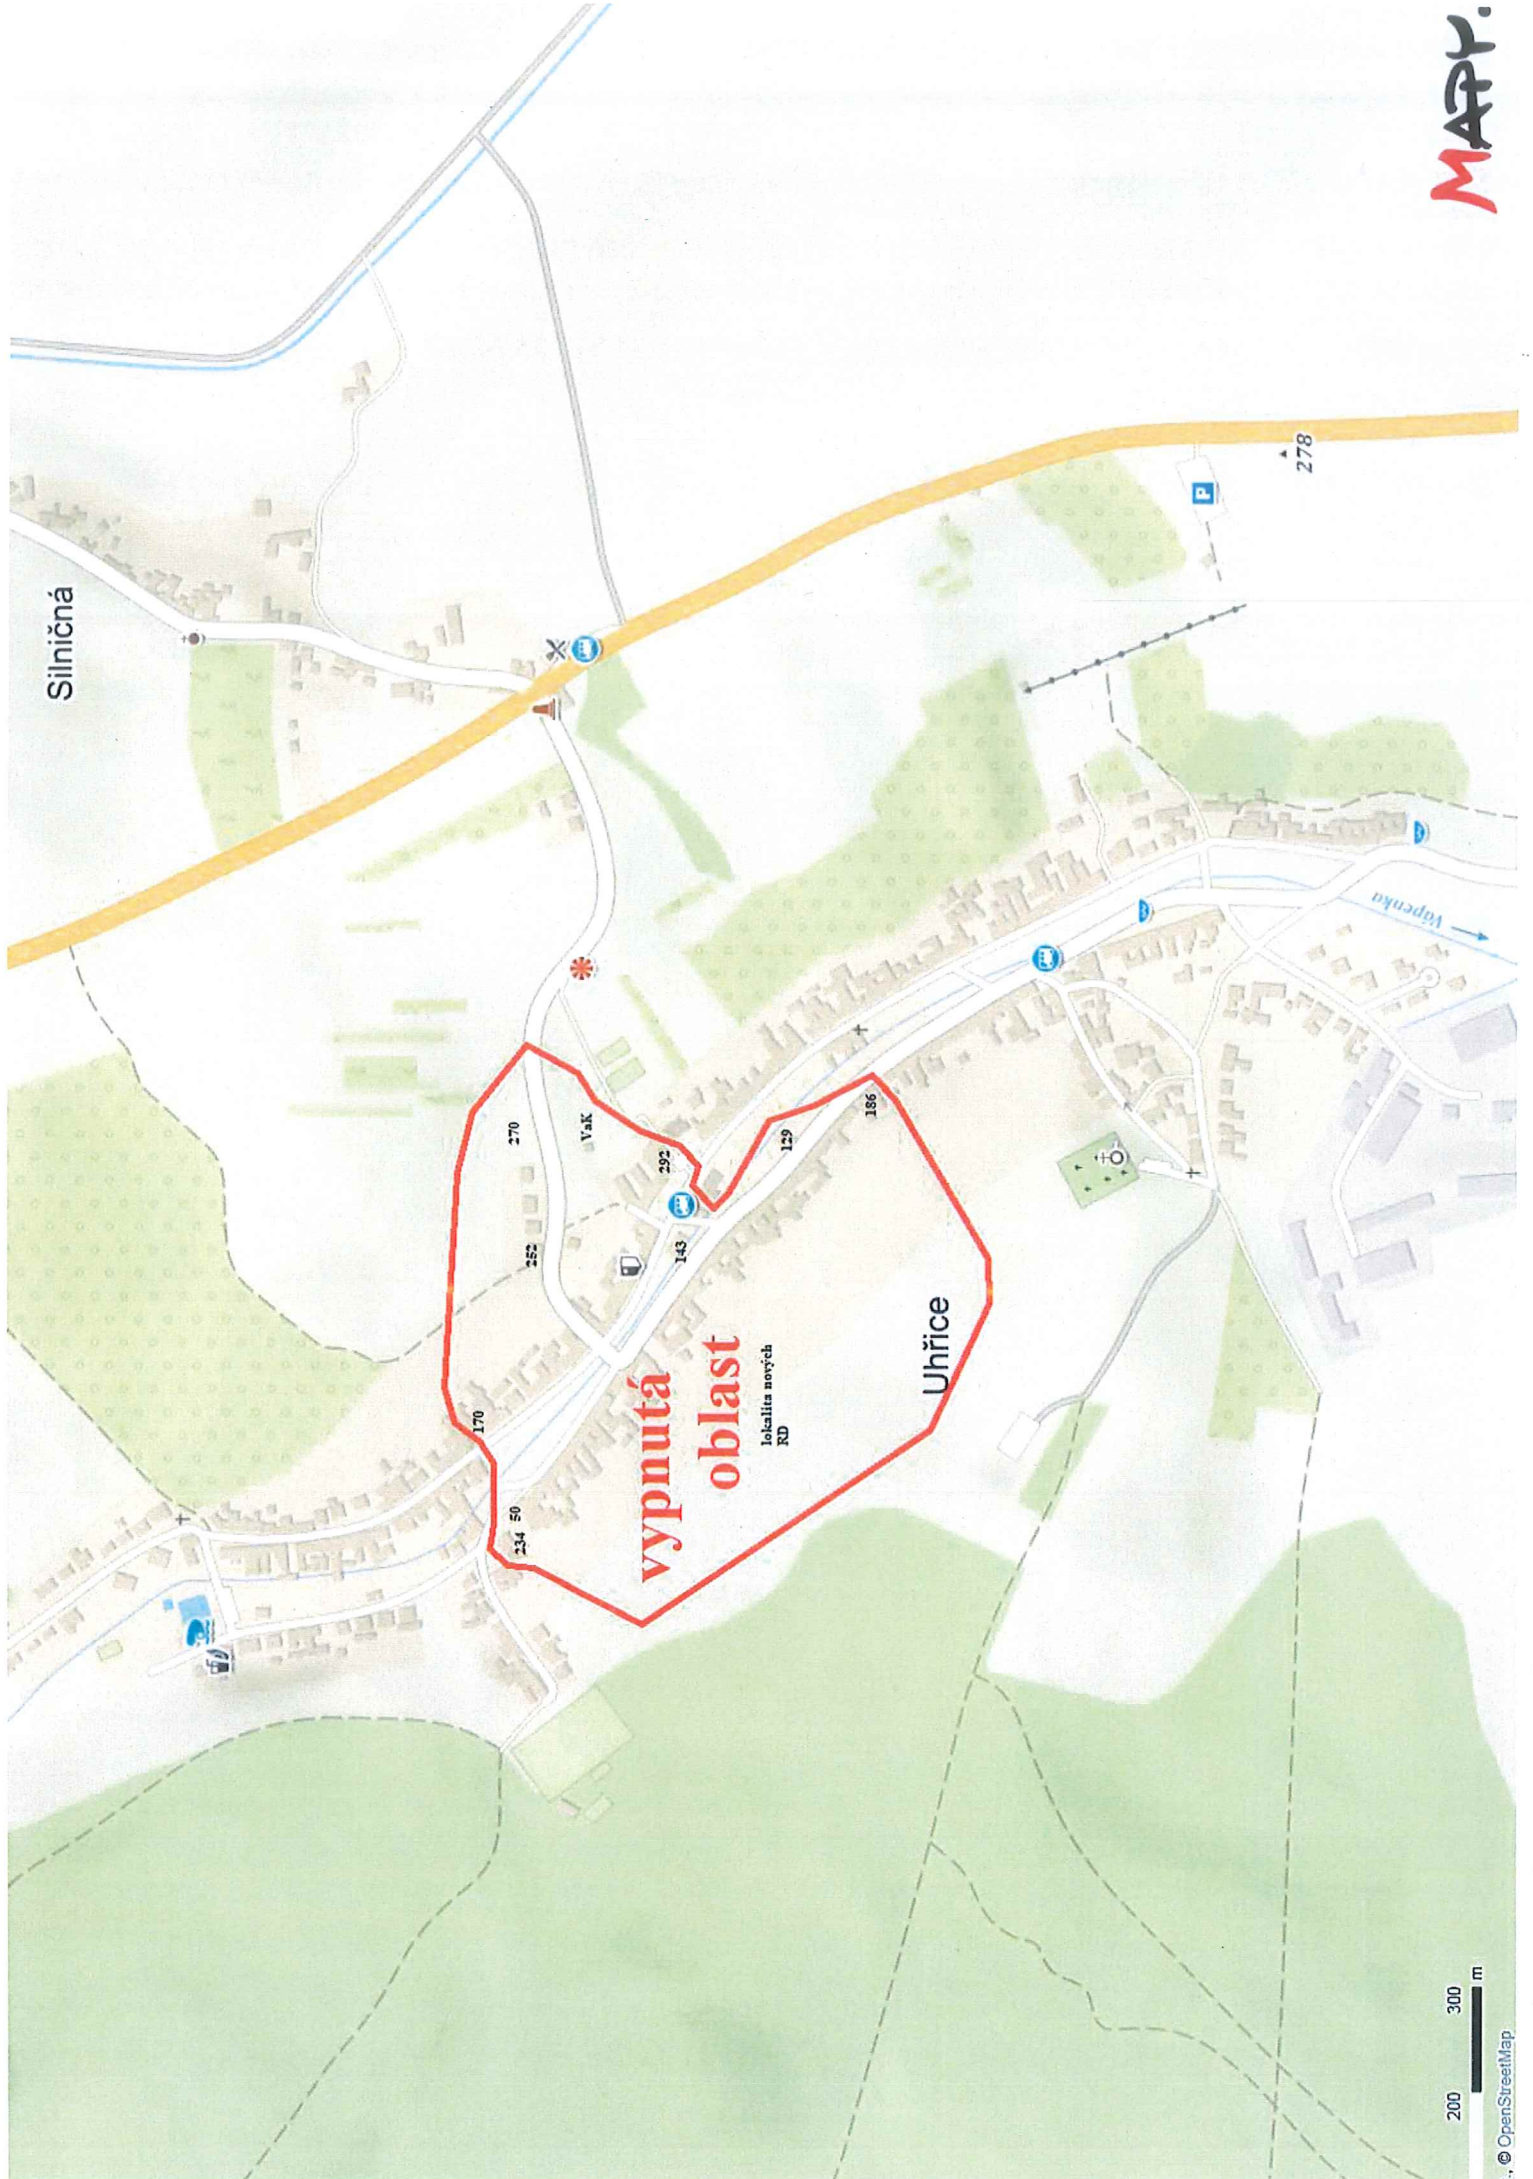 Silničná
MAPY.
278
270
VaK
292
252
143
129
186
170
50
234
vypnutá
oblast
lokalita nových
RD
Uhřice
Vápenka
P
200
300
m
., © OpenStreetMap